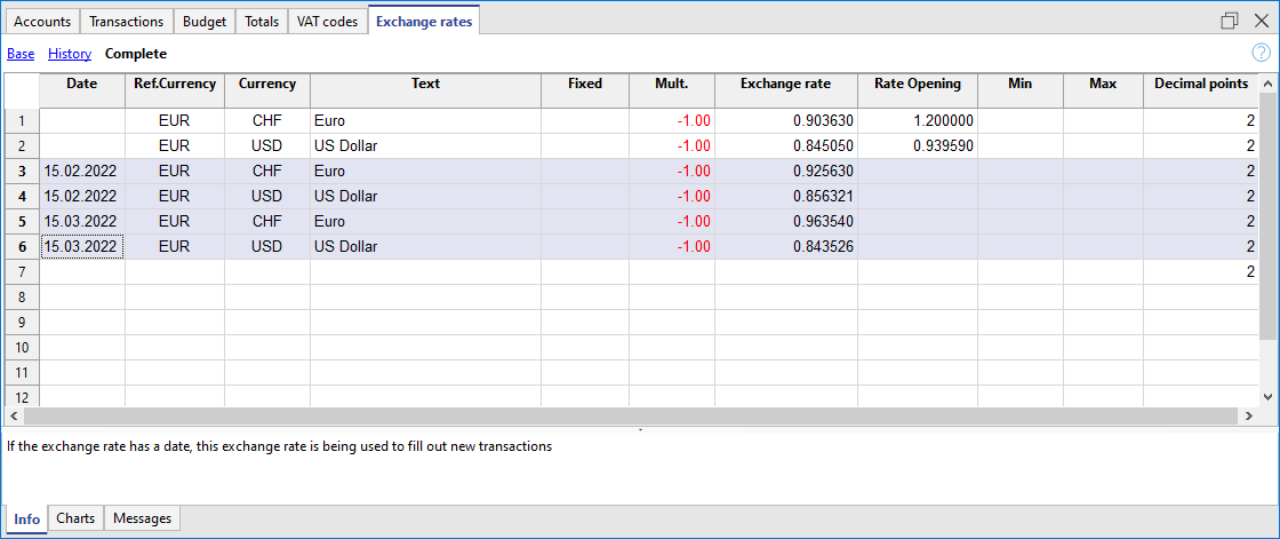 Accounts Transactions Budget Totals VAT codes Exchange rates
Base History Complete
Date Ref.Currency Currency Text Fixed Mult. Exchange rate Rate Opening Min Max Decimal points
1 EUR CHF Euro -1.00 0.903630 1.200000 2
2 EUR USD US Dollar -1.00 0.845050 0.939590 2
3 15.02.2022 EUR CHF Euro -1.00 0.925630 2
4 15.02.2022 EUR USD US Dollar -1.00 0.856321 2
5 15.03.2022 EUR CHF Euro -1.00 0.963540 2
6 15.03.2022 EUR USD US Dollar -1.00 0.843526 2
7 2
8
9
10
11
12
If the exchange rate has a date, this exchange rate is being used to fill out new transactions
Info Charts Messages